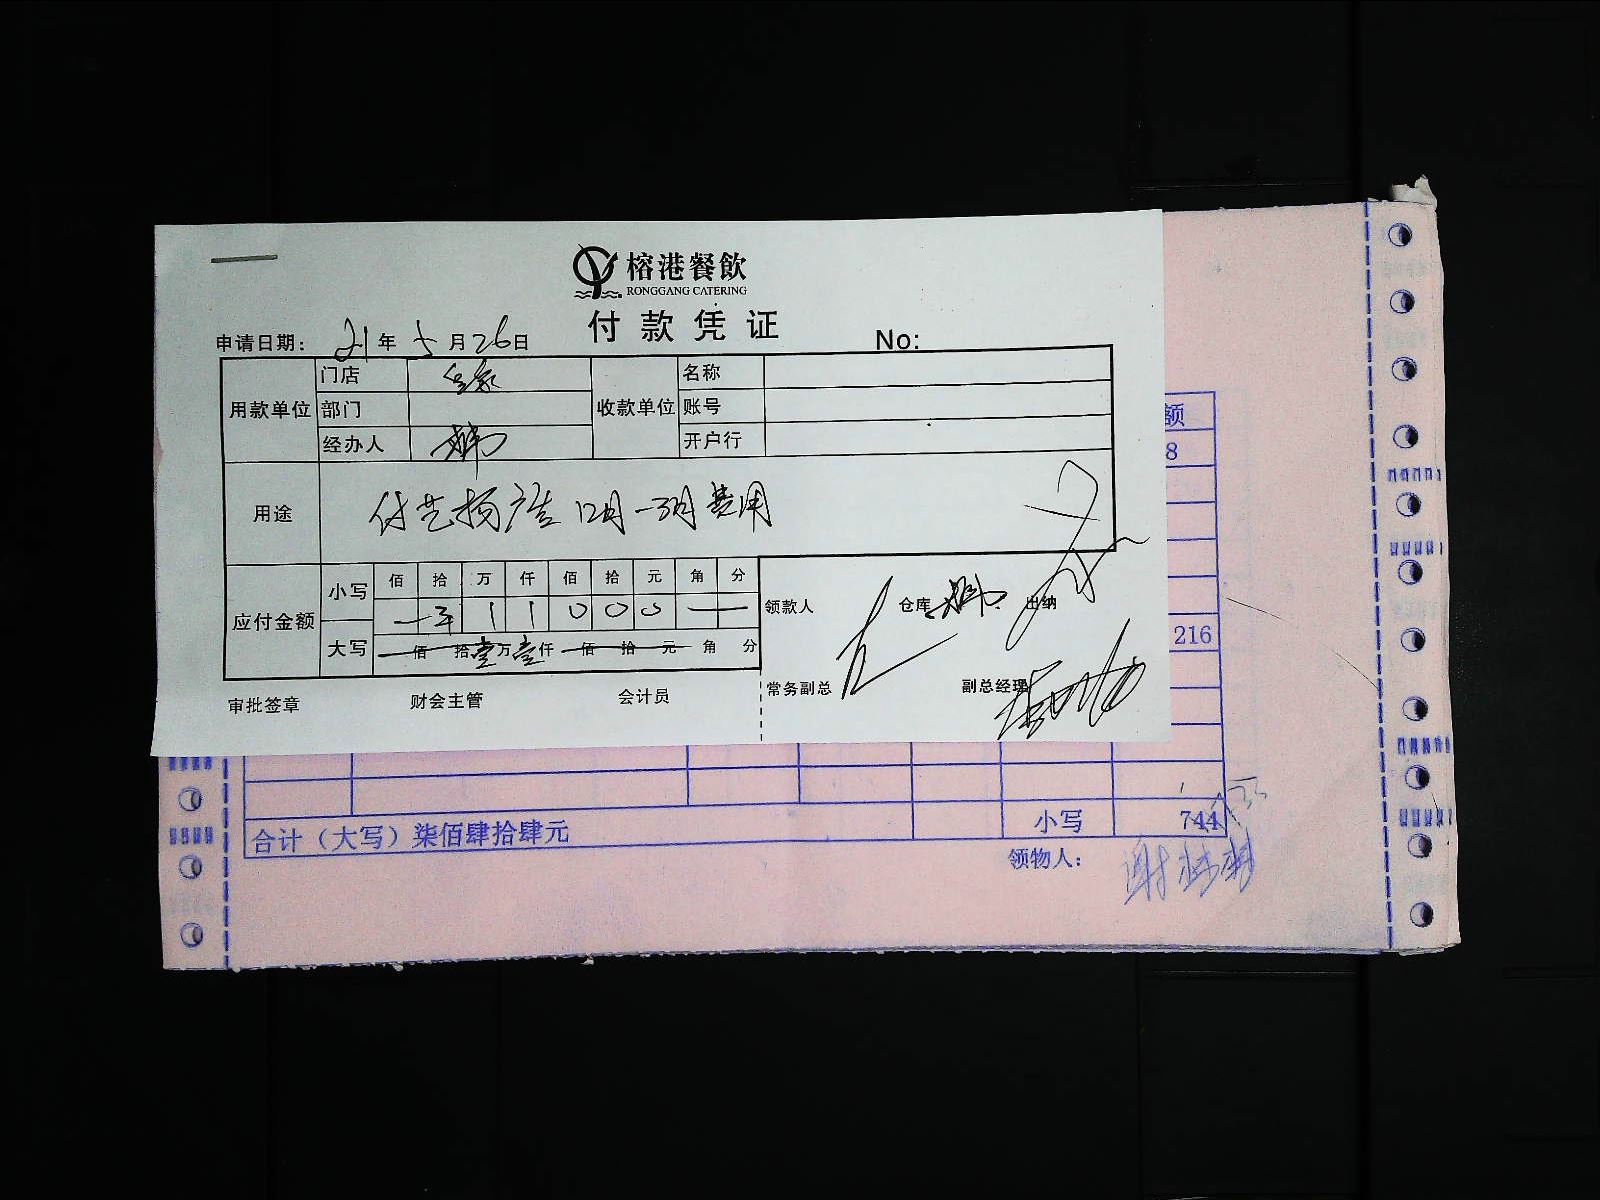 榕港餐飲
RONGGANG CATERING
付款凭证
申请日期： 21年5月26日 No:
用款单位 门店 收款单位 名称
部门 账号
经办人 开户行
用途 付艺扬广告 12月-3月费用
应付金额 小写 佰 拾 万 仟 佰 拾 元 角 分
1 1 0 0 0
大写 佰 拾 壹万 壹仟 佰 拾 元 角 分
领款人 仓库 出纳
常务副总 副总经理
审批签章 财会主管 会计员
额
8
216
合计（大写）柒佰肆拾肆元 小写 744
领物人：